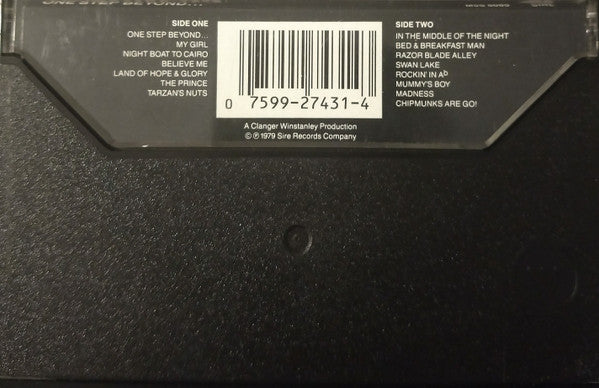 ONE STEP BEYOND...
SIDE ONE
ONE STEP BEYOND...
MY GIRL
NIGHT BOAT TO CAIRO
BELIEVE ME
LAND OF HOPE & GLORY
THE PRINCE
TARZAN'S NUTS
0 7599-27431-4
A Clanger Winstanley Production
© ℗ 1979 Sire Records Company
SIDE TWO
IN THE MIDDLE OF THE NIGHT
BED & BREAKFAST MAN
RAZOR BLADE ALLEY
SWAN LAKE
ROCKIN' IN A♭
MUMMY'S BOY
MADNESS
CHIPMUNKS ARE GO!